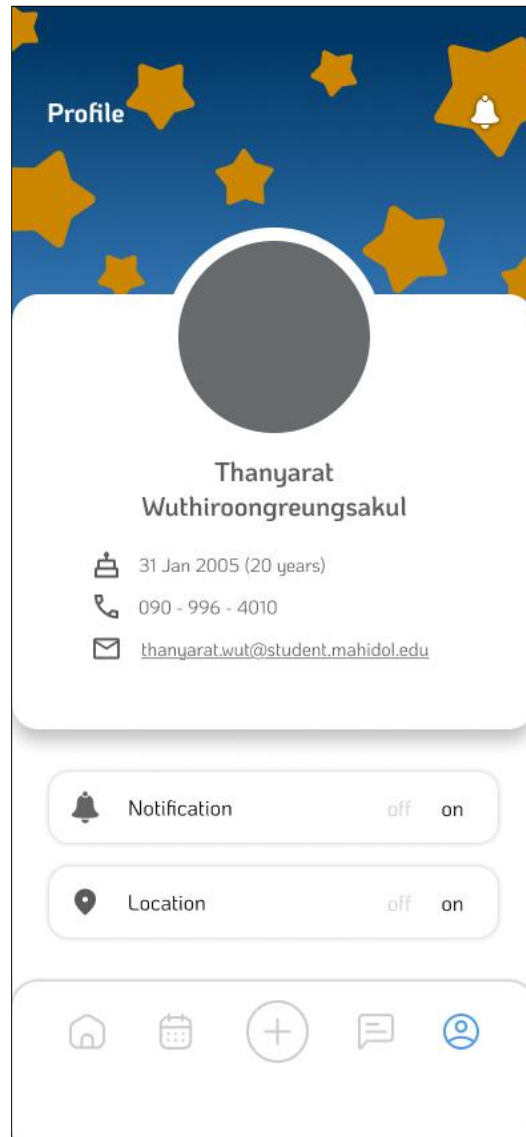 Profile
Thanyarat
Wuthiroongreungsakul
31 Jan 2005 (20 years)
090 - 996 - 4010
thanyarat.wut@student.mahidol.edu
Notification off on
Location off on